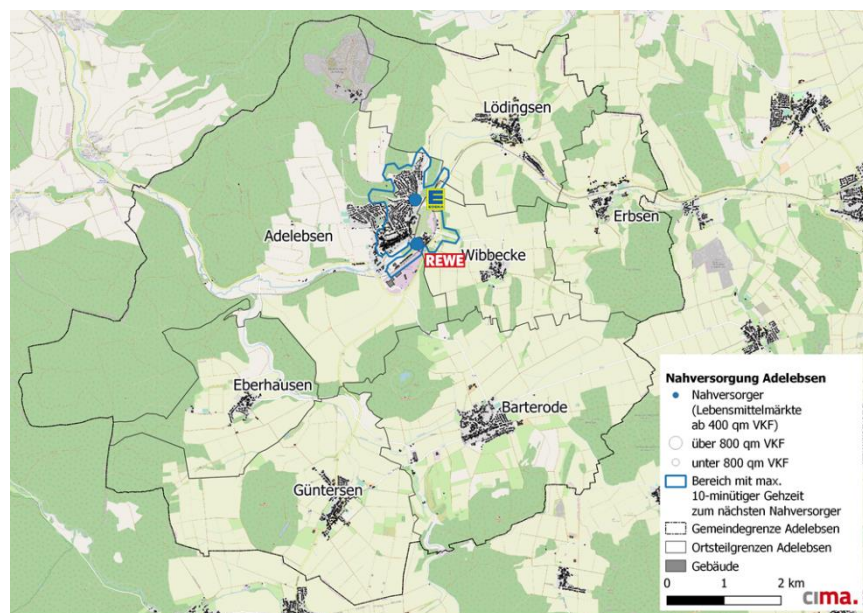 Lödingsen
E
Adelebsen
Erbsen
REWE
Wibbecke
Eberhausen
Barterode
Güntersen
Nahversorgung Adelebsen
Nahversorger
(Lebensmittelmärkte
ab 400 qm VKF)
über 800 qm VKF
unter 800 qm VKF
Bereich mit max.
10-minütiger Gehzeit
zum nächsten Nahversorger
Gemeindegrenze Adelebsen
Ortsteilgrenzen Adelebsen
Gebäude
0 1 2 km
cıma.